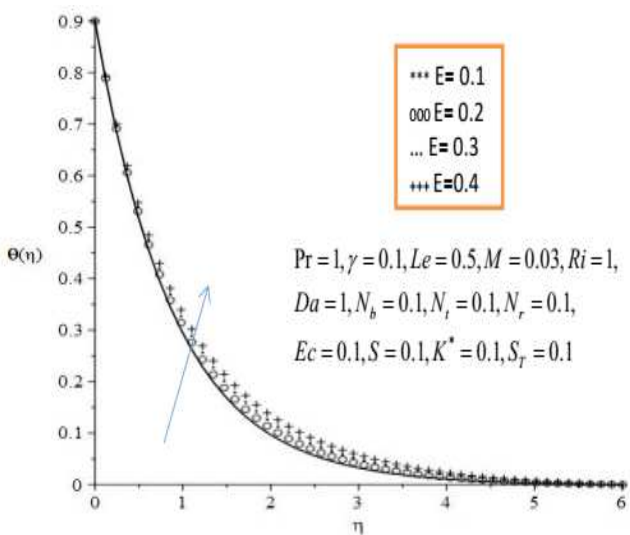 0.9
0.8
0.7
0.6
0.5
0.4
0.3
0.2
0.1
0
θ(η)
0 1 2 3 4 5 6
η
*** E= 0.1
ooo E= 0.2
... E= 0.3
+++ E=0.4
Pr = 1, γ = 0.1, Le = 0.5, M = 0.03, Ri = 1,
Da = 1, N_b = 0.1, N_t = 0.1, N_r = 0.1,
Ec = 0.1, S = 0.1, K* = 0.1, S_T = 0.1